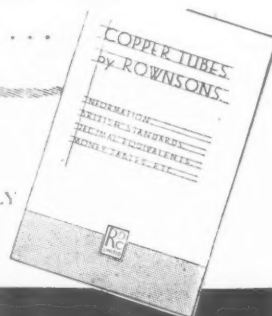 COPPER TUBES
by ROWNSONS
INFORMATION
BRITISH STANDARDS
DECIMAL EQUIVALENTS
MONEY TABLES, ETC.